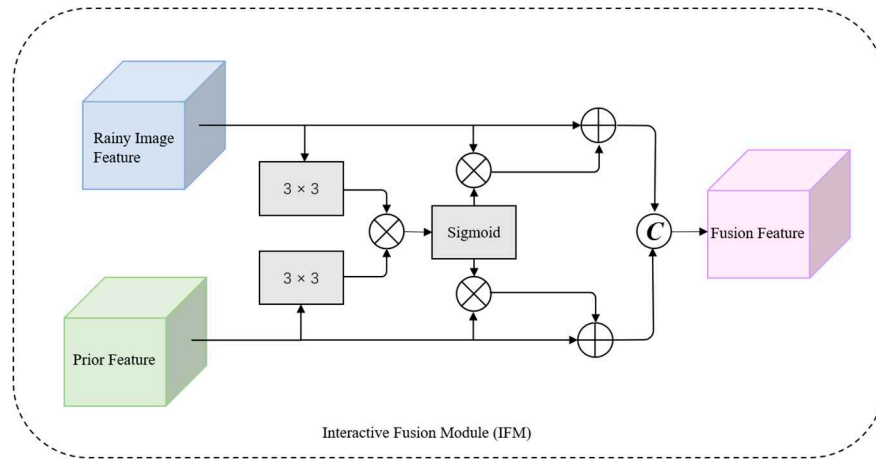 Rainy Image
Feature
3 × 3
Sigmoid
C
Fusion Feature
3 × 3
Prior Feature
Interactive Fusion Module (IFM)